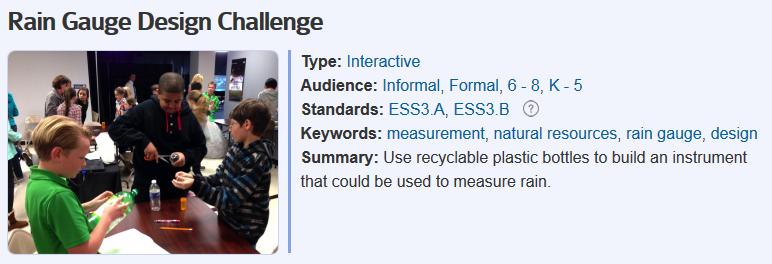 Rain Gauge Design Challenge
Type: Interactive
Audience: Informal, Formal, 6 - 8, K - 5
Standards: ESS3.A, ESS3.B ?
Keywords: measurement, natural resources, rain gauge, design
Summary: Use recyclable plastic bottles to build an instrument
that could be used to measure rain.